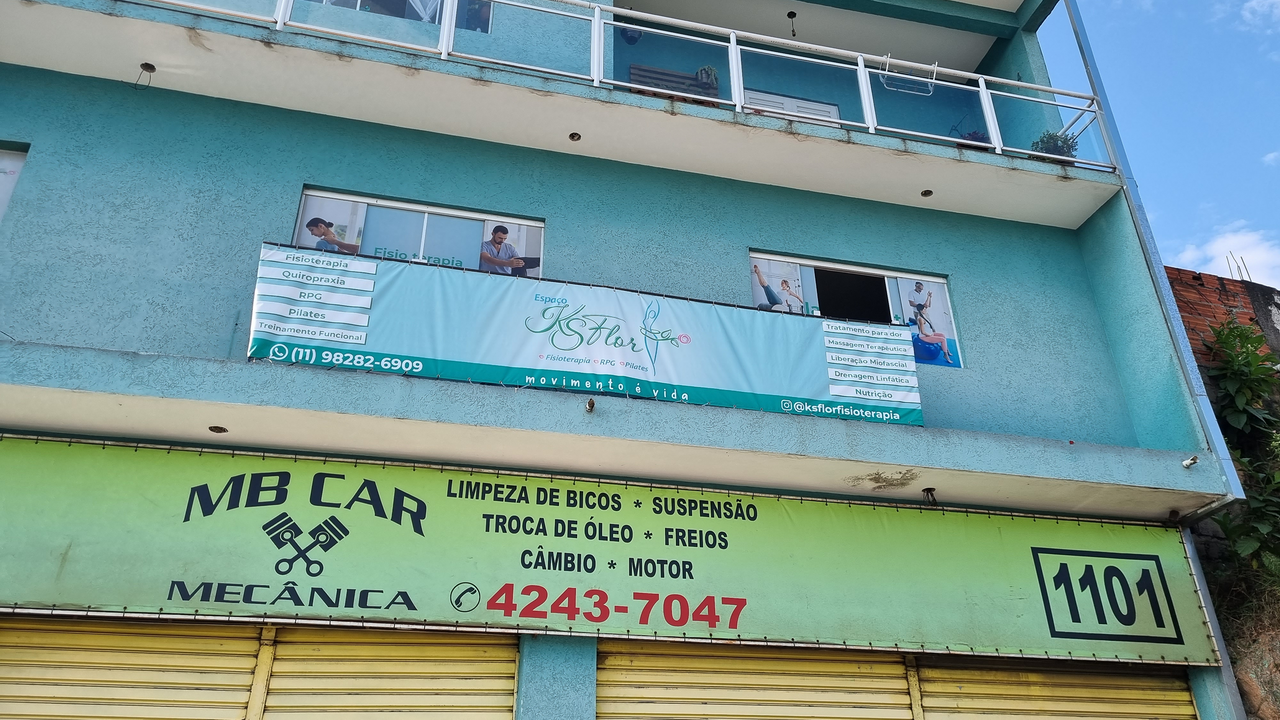 Fisioterapia
Fisioterapia
Quiropraxia
RPG
Pilates
Treinamento Funcional
(11) 98282-6909
Espaço
KSFlor
Fisioterapia RPG Pilates
movimento é vida
Tratamento para dor
Massagem Terapêutica
Liberação Miofascial
Drenagem Linfática
Nutrição
@ksflorfisioterapia
MB CAR
MECÂNICA
LIMPEZA DE BICOS * SUSPENSÃO
TROCA DE ÓLEO * FREIOS
CÂMBIO * MOTOR
4243-7047
1101